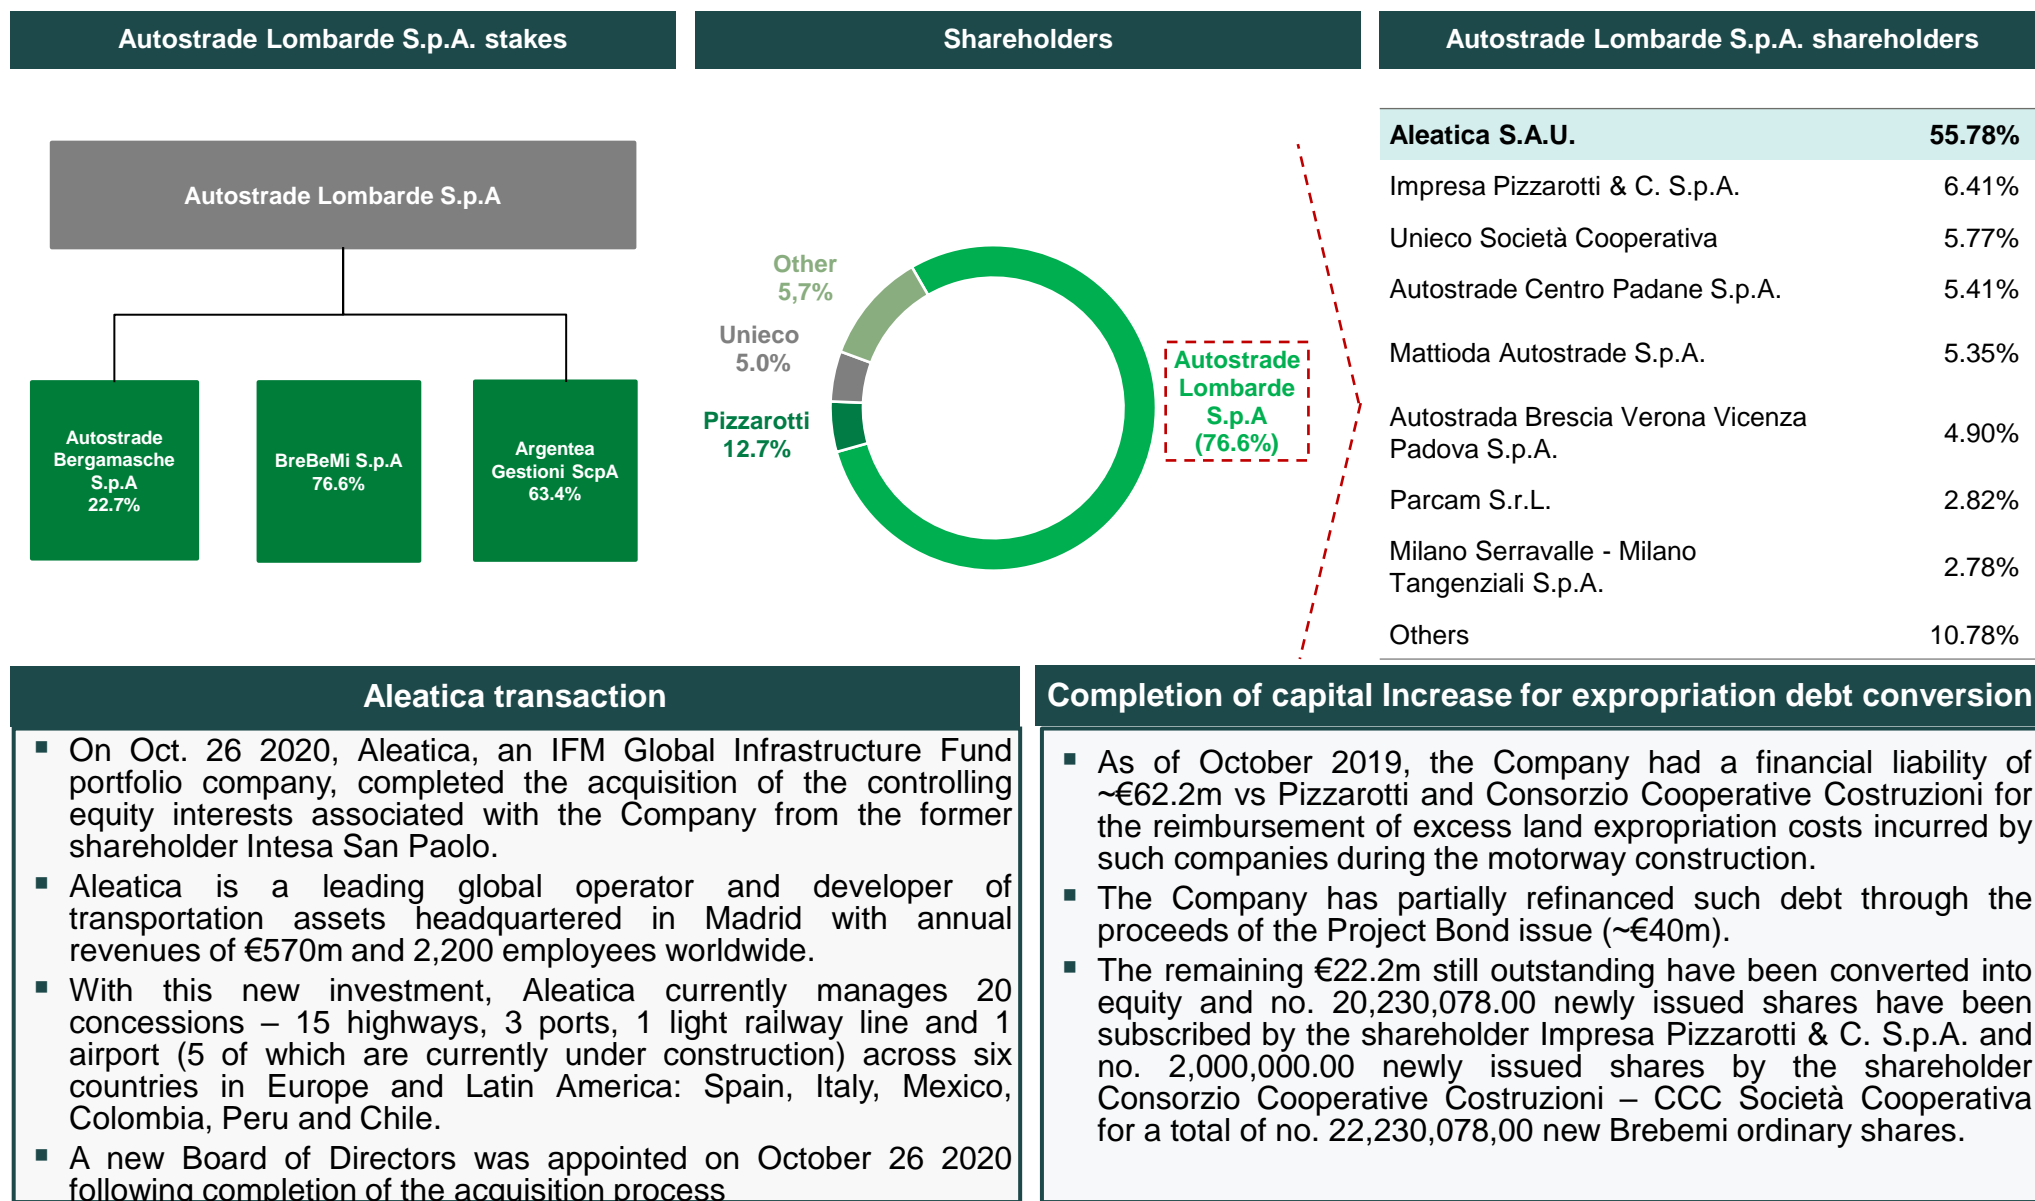 Autostrade Lombarde S.p.A. stakes
Autostrade Lombarde S.p.A
Autostrade
Bergamasche
S.p.A
22.7%
BreBeMi S.p.A
76.6%
Argentea
Gestioni ScpA
63.4%
Shareholders
Other
5,7%
Unieco
5.0%
Pizzarotti
12.7%
Autostrade
Lombarde
S.p.A
(76.6%)
Autostrade Lombarde S.p.A. shareholders
Aleatica S.A.U. 55.78%
Impresa Pizzarotti & C. S.p.A. 6.41%
Unieco Società Cooperativa 5.77%
Autostrade Centro Padane S.p.A. 5.41%
Mattioda Autostrade S.p.A. 5.35%
Autostrada Brescia Verona Vicenza
Padova S.p.A. 4.90%
Parcam S.r.L. 2.82%
Milano Serravalle - Milano
Tangenziali S.p.A. 2.78%
Others 10.78%
Aleatica transaction
▪ On Oct. 26 2020, Aleatica, an IFM Global Infrastructure Fund
portfolio company, completed the acquisition of the controlling
equity interests associated with the Company from the former
shareholder Intesa San Paolo.
▪ Aleatica is a leading global operator and developer of
transportation assets headquartered in Madrid with annual
revenues of €570m and 2,200 employees worldwide.
▪ With this new investment, Aleatica currently manages 20
concessions – 15 highways, 3 ports, 1 light railway line and 1
airport (5 of which are currently under construction) across six
countries in Europe and Latin America: Spain, Italy, Mexico,
Colombia, Peru and Chile.
▪ A new Board of Directors was appointed on October 26 2020
following completion of the acquisition process
Completion of capital Increase for expropriation debt conversion
▪ As of October 2019, the Company had a financial liability of
~€62.2m vs Pizzarotti and Consorzio Cooperative Costruzioni for
the reimbursement of excess land expropriation costs incurred by
such companies during the motorway construction.
▪ The Company has partially refinanced such debt through the
proceeds of the Project Bond issue (~€40m).
▪ The remaining €22.2m still outstanding have been converted into
equity and no. 20,230,078.00 newly issued shares have been
subscribed by the shareholder Impresa Pizzarotti & C. S.p.A. and
no. 2,000,000.00 newly issued shares by the shareholder
Consorzio Cooperative Costruzioni – CCC Società Cooperativa
for a total of no. 22,230,078,00 new Brebemi ordinary shares.